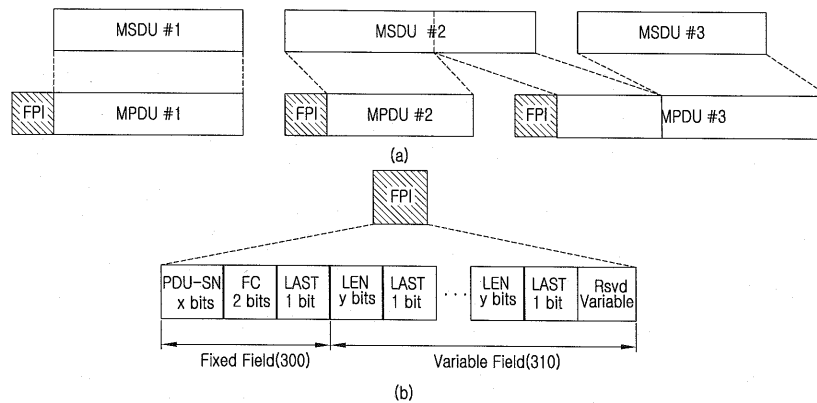 MSDU #1
MSDU #2
MSDU #3
FPI
MPDU #1
FPI
MPDU #2
FPI
MPDU #3
(a)
FPI
PDU-SN
x bits
FC
2 bits
LAST
1 bit
LEN
y bits
LAST
1 bit
···
LEN
y bits
LAST
1 bit
Rsvd
Variable
Fixed Field(300)
Variable Field(310)
(b)